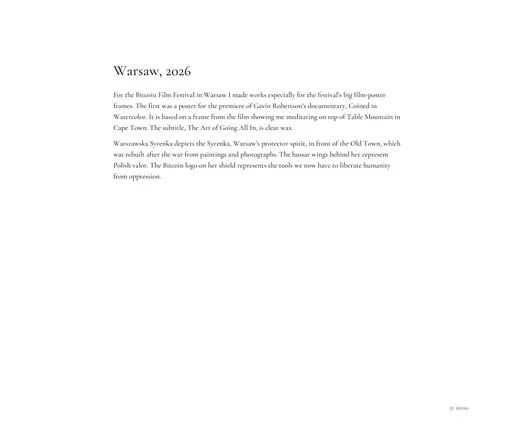 Warsaw, 2026
For the Bitcoin Film Festival in Warsaw I made works especially for the festival's big film-poster
frames. The first was a poster for the premiere of Gavin Robertson's documentary, Coined in
Watercolor. It is based on a frame from the film showing me meditating on top of Table Mountain in
Cape Town. The subtitle, The Art of Going All In, is clear wax.
Warszawska Syrenka depicts the Syrenka, Warsaw's protector spirit, in front of the Old Town, which
was rebuilt after the war from paintings and photographs. The hussar wings behind her represent
Polish valor. The Bitcoin logo on her shield represents the tools we now have to liberate humanity
from oppression.